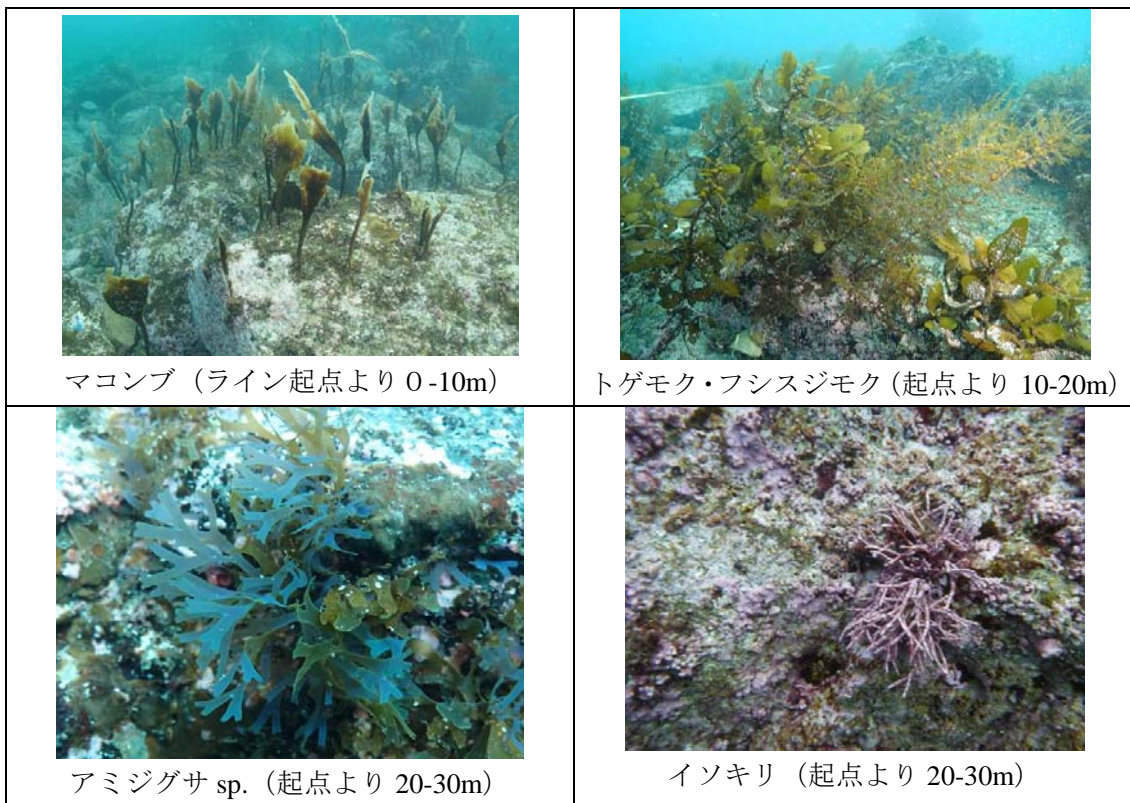 マコンブ（ライン起点より０-10m）
トゲモク・フシスジモク（起点より 10-20m）
アミジグサ sp.（起点より 20-30m）
イソキリ（起点より 20-30m）